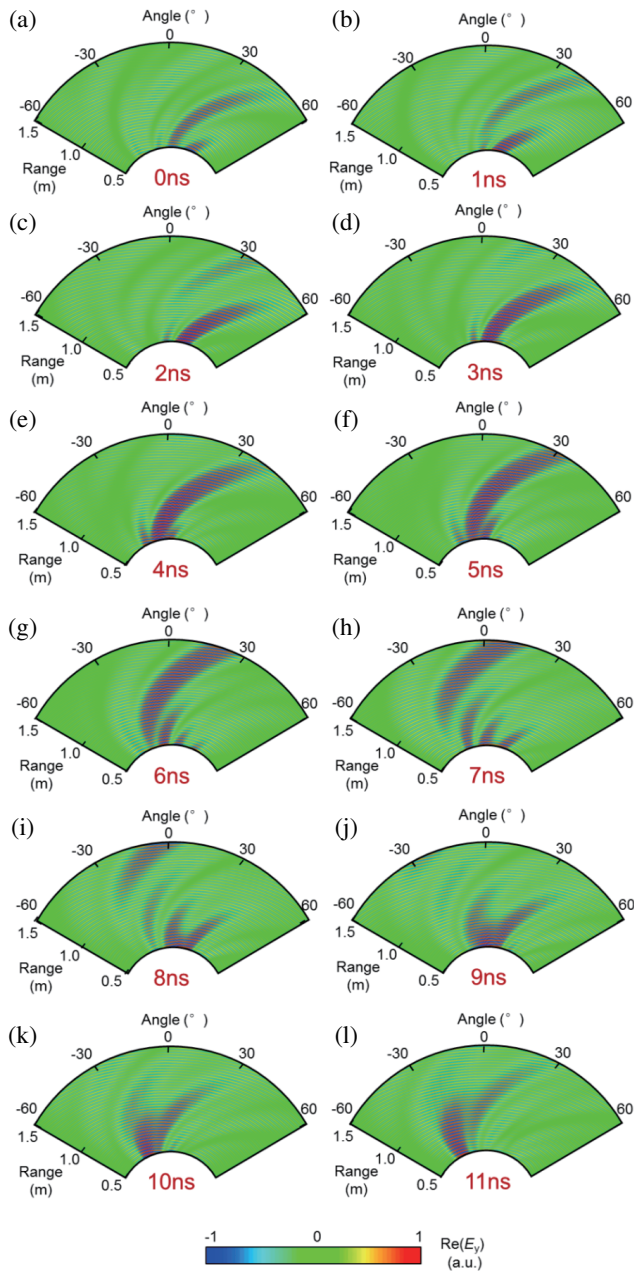 (a)
Angle (°)
0
-30
30
-60
60
1.5
1.0
Range
(m)
0.5
0ns
(b)
Angle (°)
0
-30
30
-60
60
1.5
1.0
Range
(m)
0.5
1ns
(c)
Angle (°)
0
-30
30
-60
60
1.5
1.0
Range
(m)
0.5
2ns
(d)
Angle (°)
0
-30
30
-60
60
1.5
1.0
Range
(m)
0.5
3ns
(e)
Angle (°)
0
-30
30
-60
60
1.5
1.0
Range
(m)
0.5
4ns
(f)
Angle (°)
0
-30
30
-60
60
1.5
1.0
Range
(m)
0.5
5ns
(g)
Angle (°)
0
-30
30
-60
60
1.5
1.0
Range
(m)
0.5
6ns
(h)
Angle (°)
0
-30
30
-60
60
1.5
1.0
Range
(m)
0.5
7ns
(i)
Angle (°)
0
-30
30
-60
60
1.5
1.0
Range
(m)
0.5
8ns
(j)
Angle (°)
0
-30
30
-60
60
1.5
1.0
Range
(m)
0.5
9ns
(k)
Angle (°)
0
-30
30
-60
60
1.5
1.0
Range
(m)
0.5
10ns
(l)
Angle (°)
0
-30
30
-60
60
1.5
1.0
Range
(m)
0.5
11ns
-1
0
1
Re(Ey)
(a.u.)